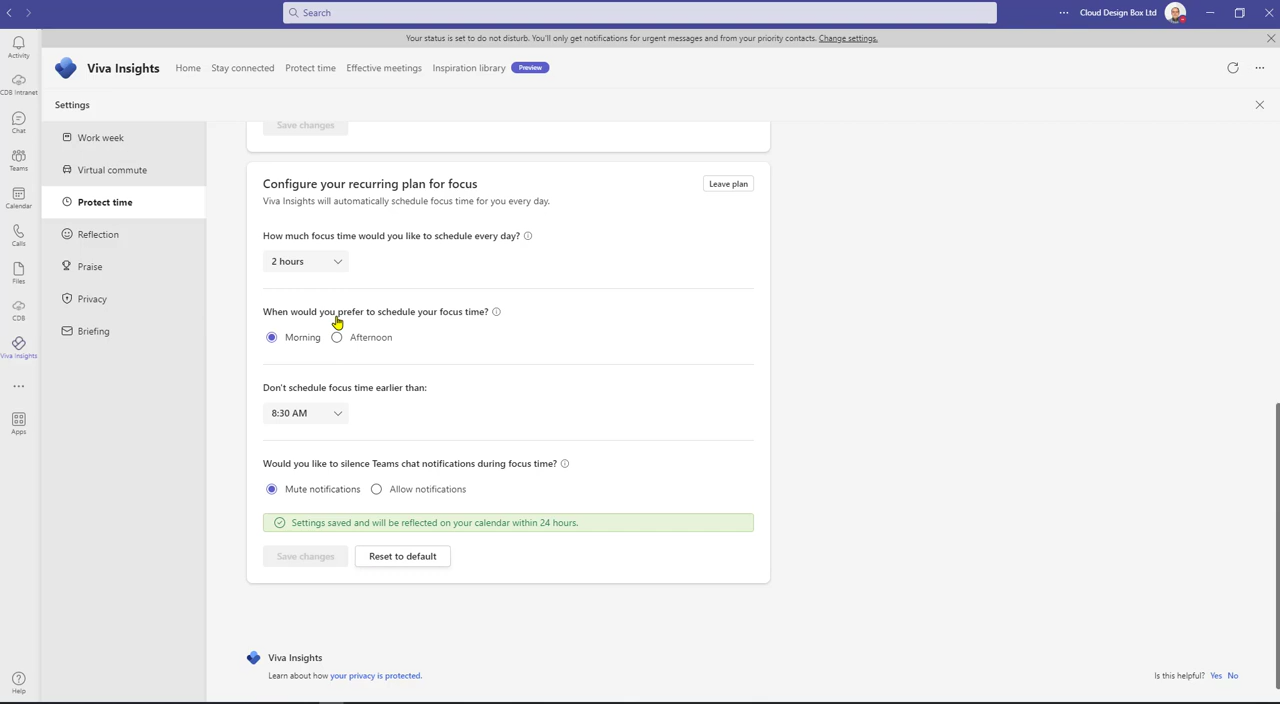 Search
Cloud Design Box Ltd
Your status is set to do not disturb. You'll only get notifications for urgent messages and from your priority contacts. Change settings.
Activity
CDB Intranet
Chat
Teams
Calendar
Calls
Files
CDB
Viva Insights
Apps
Help
Viva Insights
Home
Stay connected
Protect time
Effective meetings
Inspiration library
Preview
Settings
Work week
Virtual commute
Protect time
Reflection
Praise
Privacy
Briefing
Save changes
Configure your recurring plan for focus
Leave plan
Viva Insights will automatically schedule focus time for you every day.
How much focus time would you like to schedule every day?
2 hours
When would you prefer to schedule your focus time?
Morning
Afternoon
Don't schedule focus time earlier than:
8:30 AM
Would you like to silence Teams chat notifications during focus time?
Mute notifications
Allow notifications
Settings saved and will be reflected on your calendar within 24 hours.
Save changes
Reset to default
Viva Insights
Learn about how your privacy is protected.
Is this helpful? Yes No